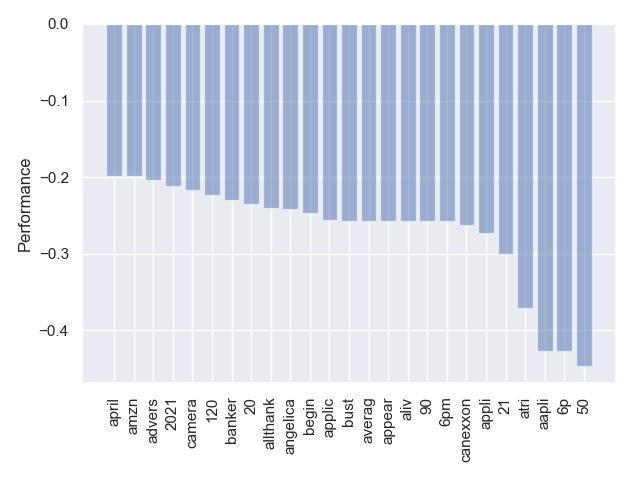 0.0
−0.1
−0.2
−0.3
−0.4
Performance
april
amzn
advers
2021
camera
120
banker
20
allthank
angelica
begin
applic
bust
averag
appear
aliv
90
6pm
canexxon
appli
21
atri
aapli
6p
50